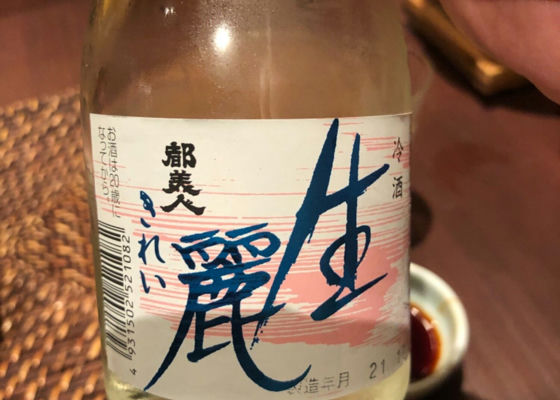 冷酒
生
麗
きれい
都美人
お酒は20歳に
なってから。
4 931502 521082
製造年月 21.1